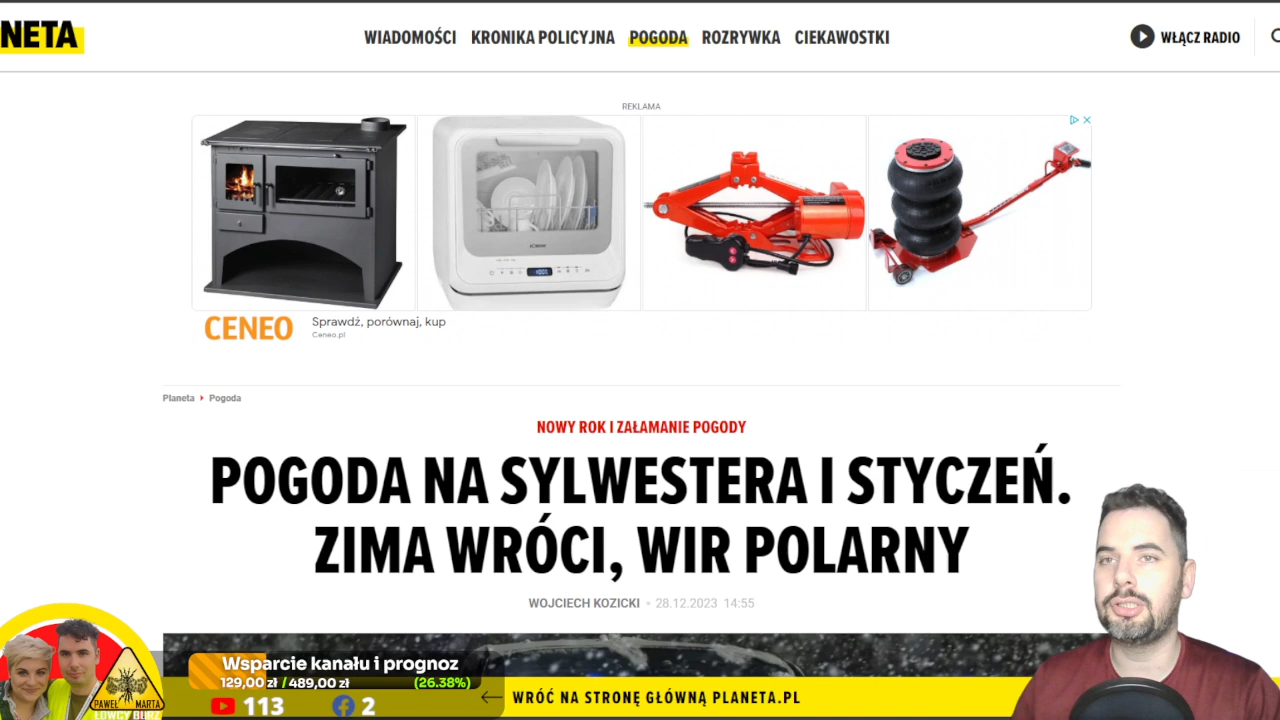 NETA
WIADOMOŚCI KRONIKA POLICYJNA POGODA ROZRYWKA CIEKAWOSTKI
WŁĄCZ RADIO
REKLAMA
CENEO
Sprawdź, porównaj, kup
Ceneo.pl
Planeta Pogoda
NOWY ROK I ZAŁAMANIE POGODY
POGODA NA SYLWESTERA I STYCZEŃ.
ZIMA WRÓCI, WIR POLARNY
WOJCIECH KOZICKI 28.12.2023 14:55
Wsparcie kanału i prognoz
129,00 zł / 489,00 zł (26.38%)
113 2
WRÓĆ NA STRONĘ GŁÓWNĄ PLANETA.PL
PAWEŁ MARTA
ŁOWCY BURZ